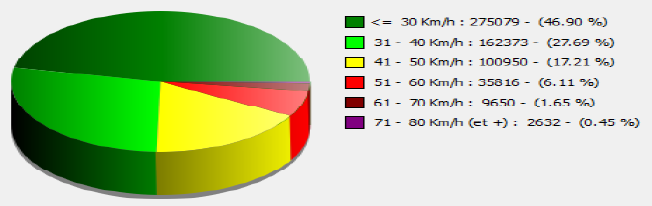 <= 30 Km/h : 275079 - (46.90 %)
31 - 40 Km/h : 162373 - (27.69 %)
41 - 50 Km/h : 100950 - (17.21 %)
51 - 60 Km/h : 35816 - (6.11 %)
61 - 70 Km/h : 9650 - (1.65 %)
71 - 80 Km/h (et +) : 2632 - (0.45 %)